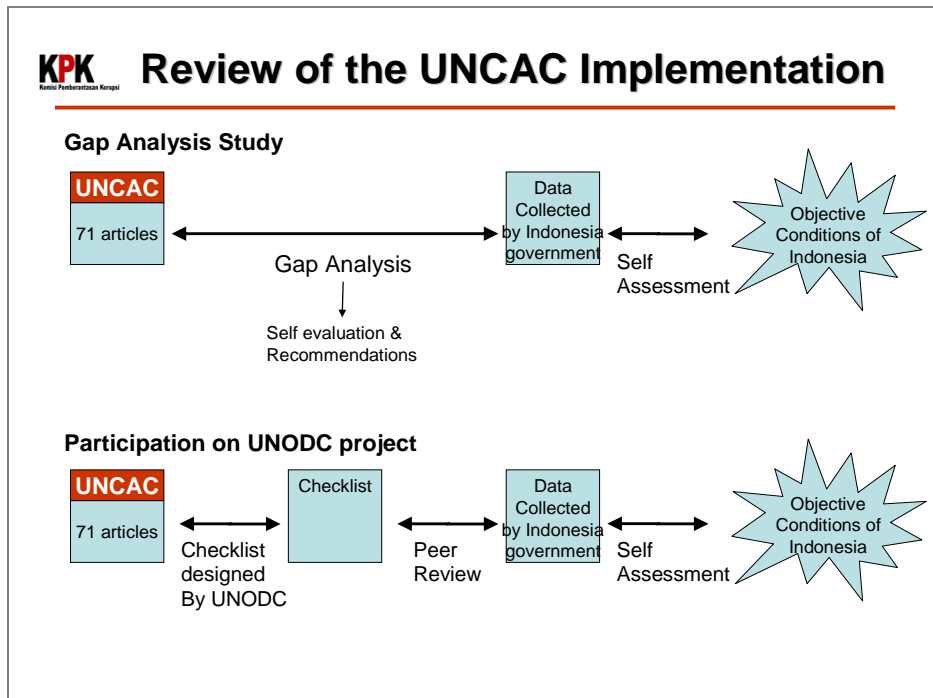 KPK
Komisi Pemberantasan Korupsi
Review of the UNCAC Implementation
Gap Analysis Study
UNCAC
71 articles
Gap Analysis
Self evaluation &
Recommendations
Data
Collected
by Indonesia
government
Self
Assessment
Objective
Conditions of
Indonesia
Participation on UNODC project
UNCAC
71 articles
Checklist
designed
By UNODC
Checklist
Peer
Review
Data
Collected
by Indonesia
government
Self
Assessment
Objective
Conditions of
Indonesia